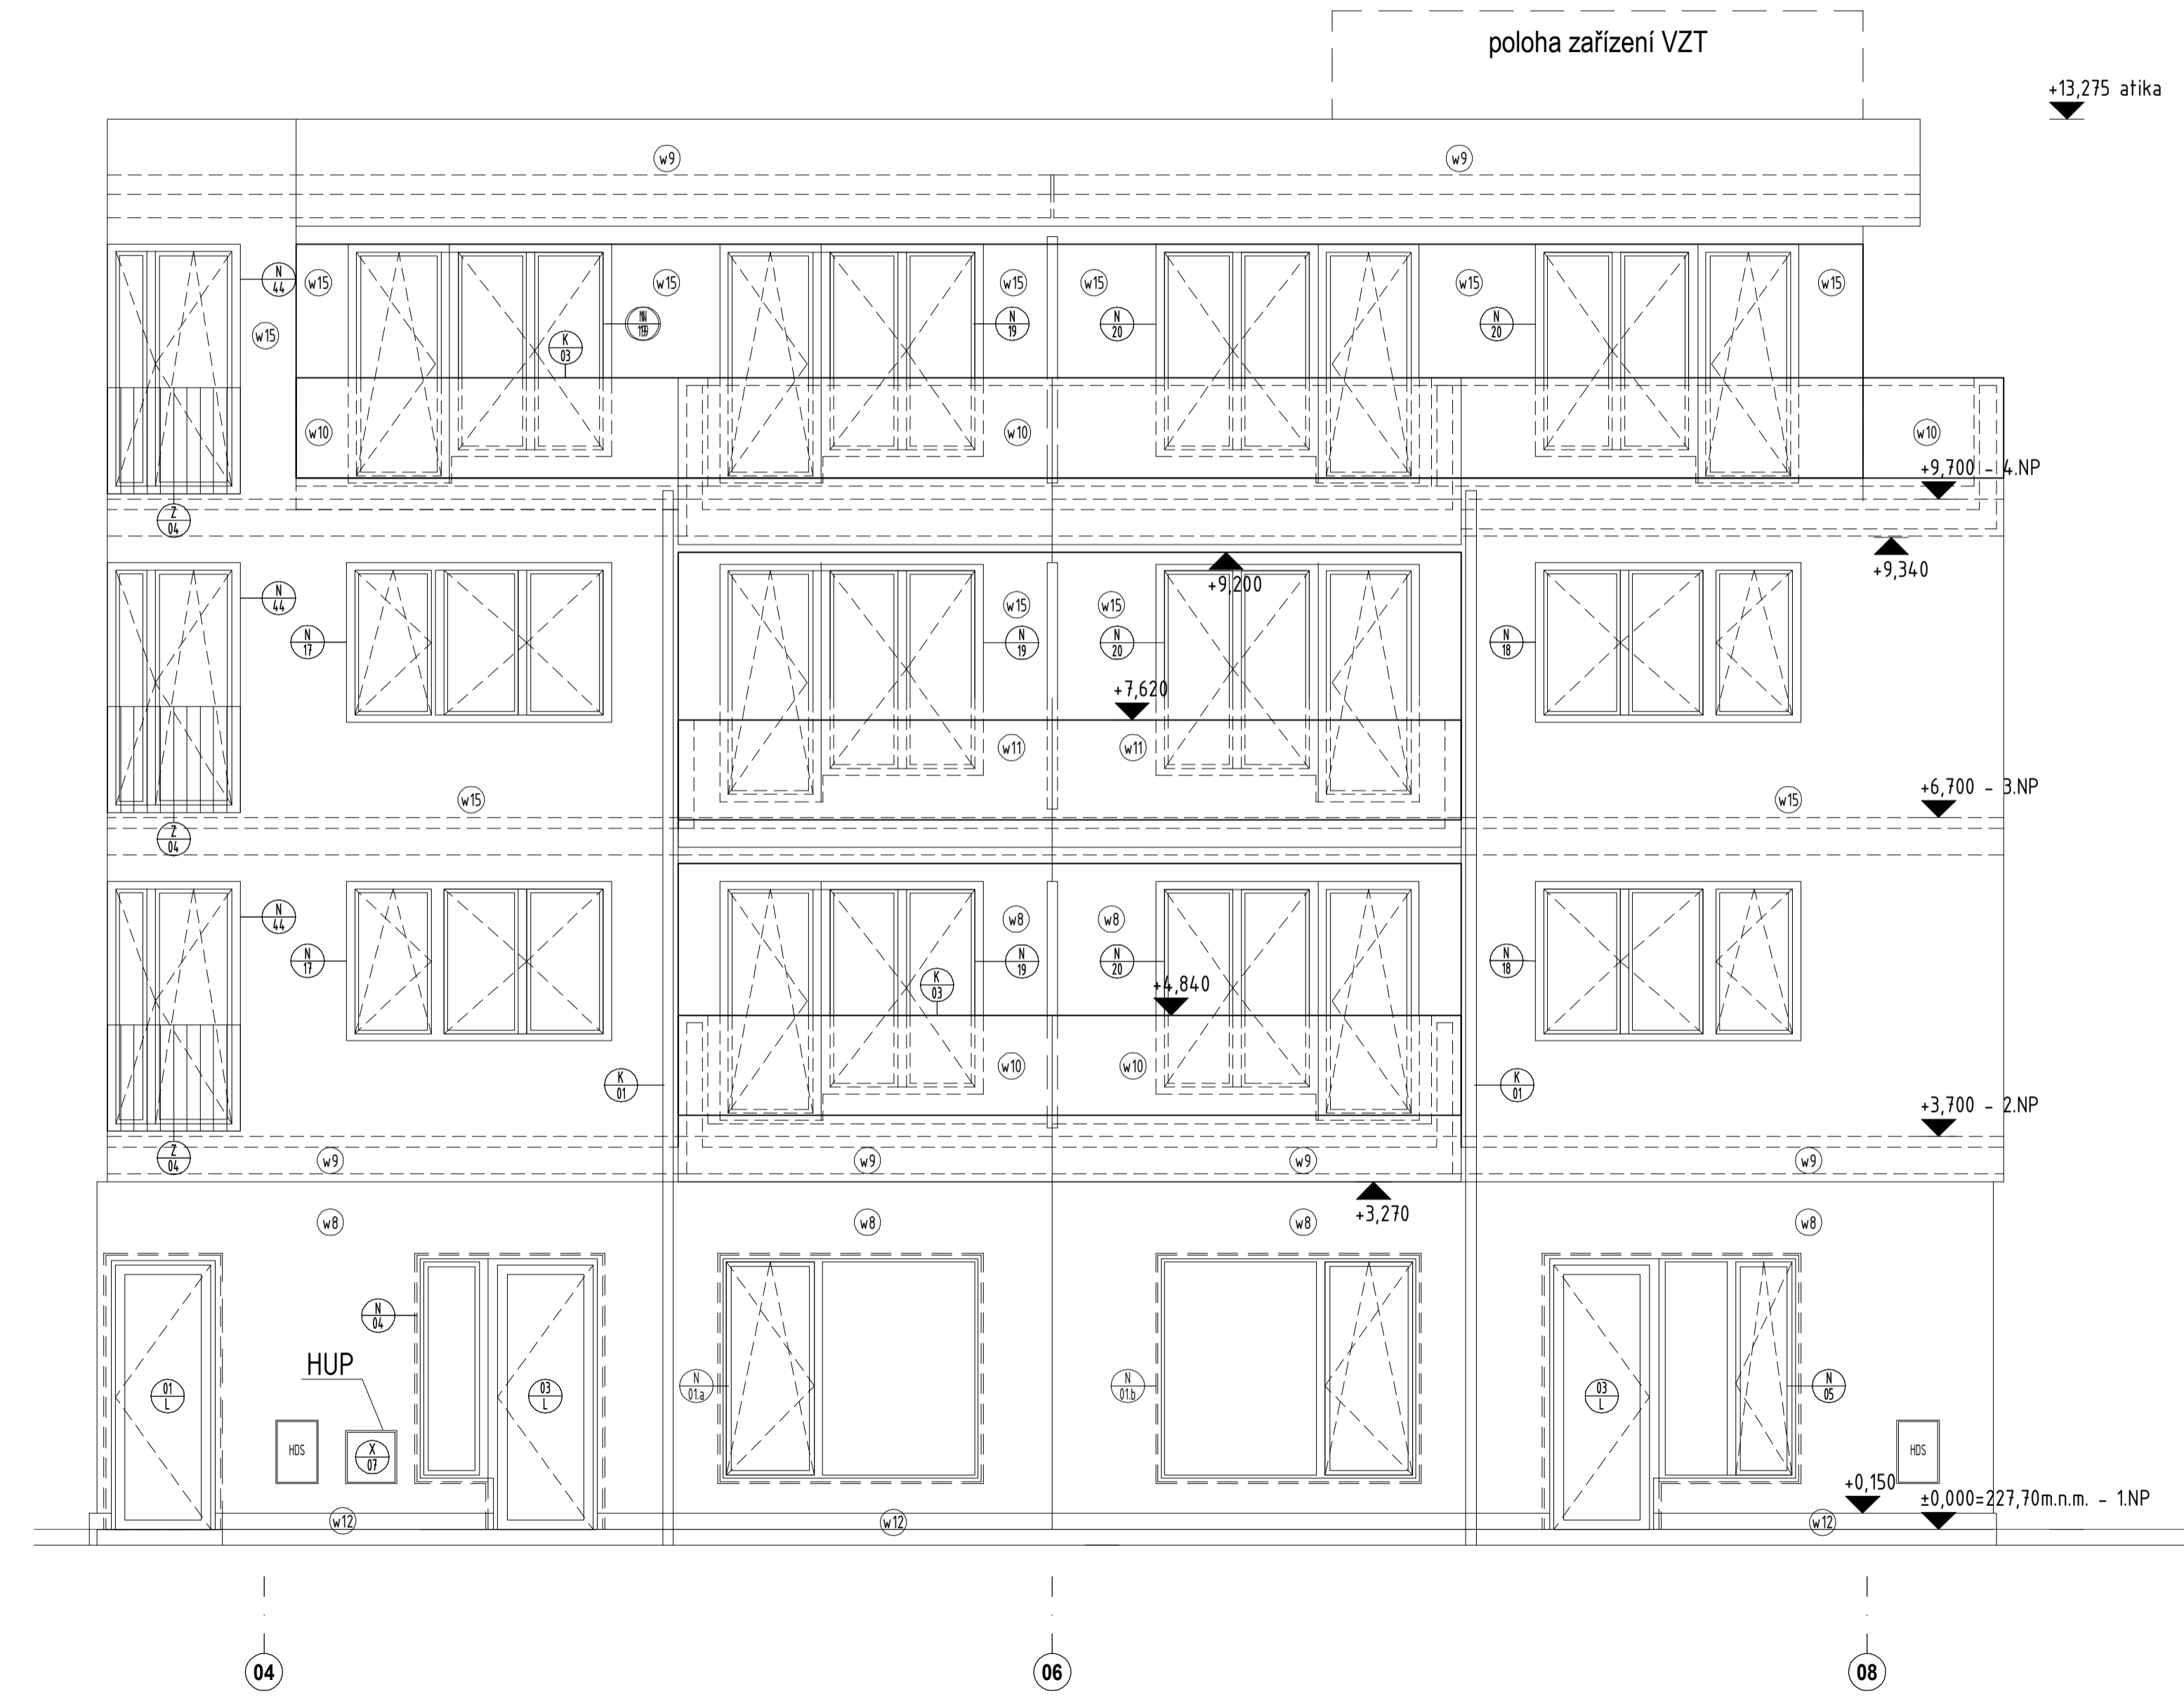 poloha zařízení VZT
+13,275 atika
w9
w9
N
44
w15
w15
w15
w15
w15
w15
w15
N
19
N
20
N
20
K
03
w10
w10
w10
+9,700 - 4.NP
Z
04
+9,200
+9,340
N
44
w15
w15
N
17
N
19
N
20
N
18
+7,620
w11
w11
w15
w15
+6,700 - 3.NP
Z
04
N
44
w8
w8
N
17
N
19
N
20
N
18
K
03
+4,840
w10
w10
K
01
K
01
+3,700 - 2.NP
Z
04
w9
w9
w9
w9
+3,270
w8
w8
w8
w8
N
04
HUP
N
01.a
N
01.b
N
05
01
L
03
L
03
L
HDS
X
07
HDS
+0,150
±0,000=227,70m.n.m. - 1.NP
w12
w12
w12
04
06
08